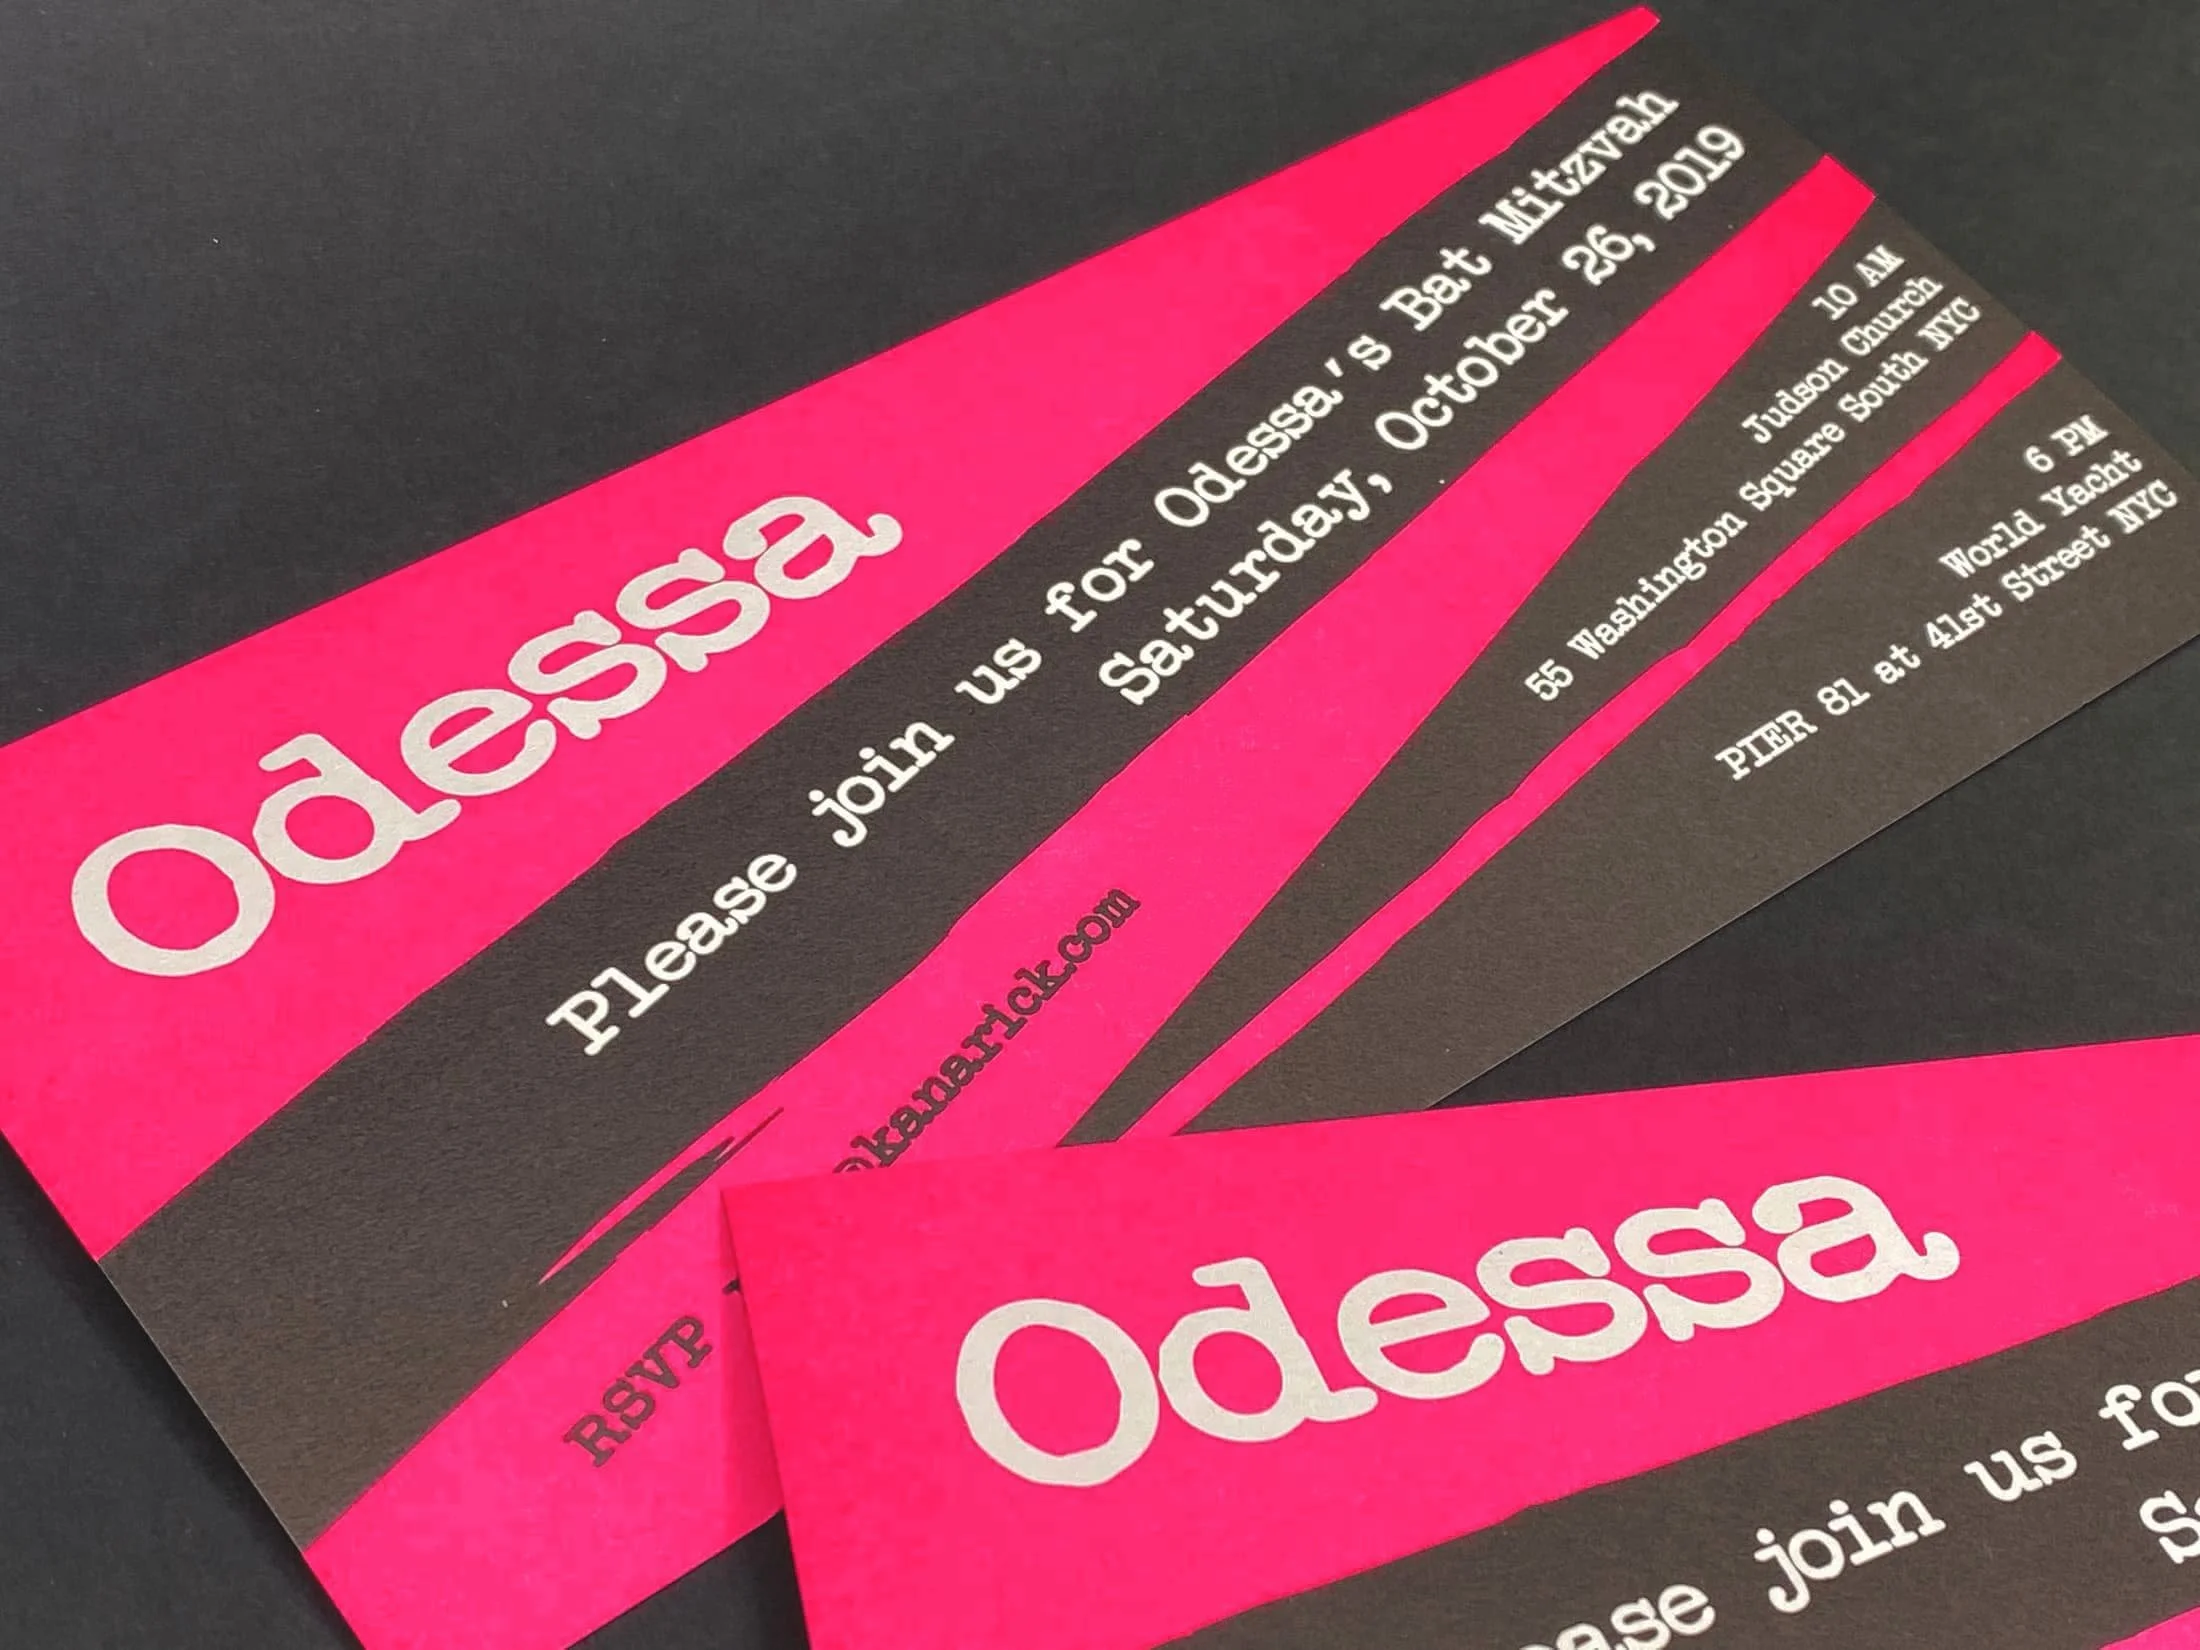 Odessa
Please join us for Odessa's Bat Mitzvah
Saturday, October 26, 2019
10 AM
Judson Church
55 Washington Square South NYC
6 PM
World Yacht
PIER 81 at 41st Street NYC
RSVP
@kanarick.com
Odessa
join us